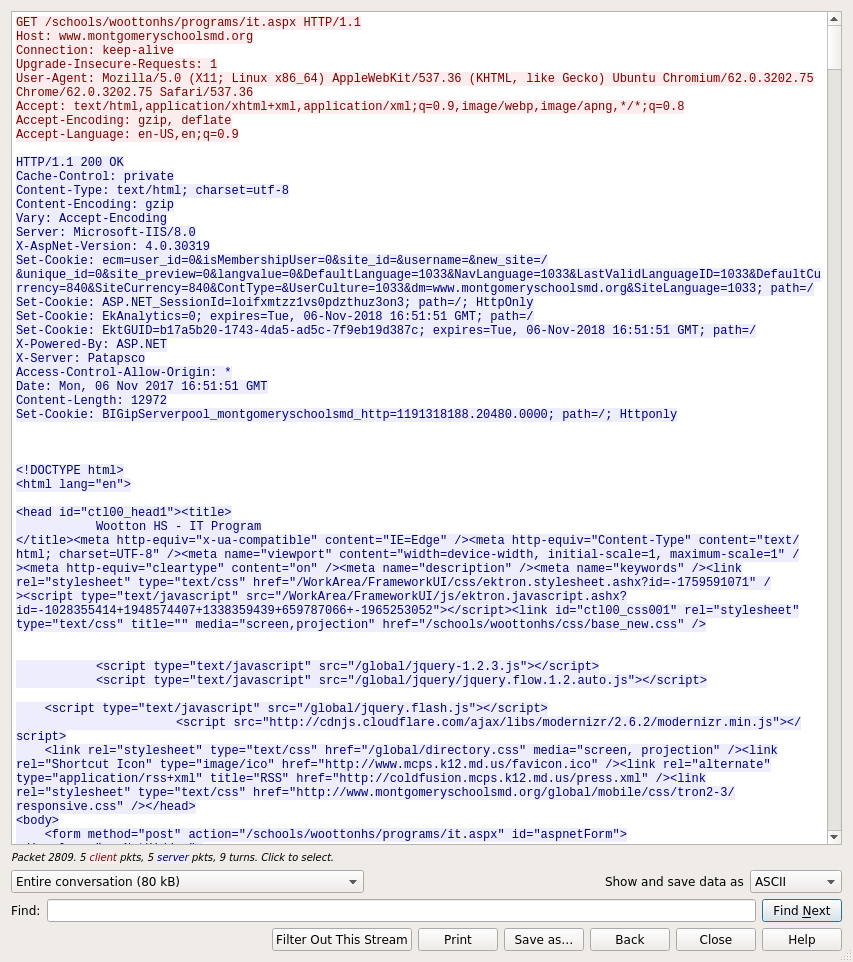 GET /schools/woottonhs/programs/it.aspx HTTP/1.1
Host: www.montgomeryschoolsmd.org
Connection: keep-alive
Upgrade-Insecure-Requests: 1
User-Agent: Mozilla/5.0 (X11; Linux x86_64) AppleWebKit/537.36 (KHTML, like Gecko) Ubuntu Chromium/62.0.3202.75
Chrome/62.0.3202.75 Safari/537.36
Accept: text/html,application/xhtml+xml,application/xml;q=0.9,image/webp,image/apng,*/*;q=0.8
Accept-Encoding: gzip, deflate
Accept-Language: en-US,en;q=0.9
HTTP/1.1 200 OK
Cache-Control: private
Content-Type: text/html; charset=utf-8
Content-Encoding: gzip
Vary: Accept-Encoding
Server: Microsoft-IIS/8.0
X-AspNet-Version: 4.0.30319
Set-Cookie: ecm=user_id=0&isMembershipUser=0&site_id=&username=&new_site=/
&unique_id=0&site_preview=0&langvalue=0&DefaultLanguage=1033&NavLanguage=1033&LastValidLanguageID=1033&DefaultCu
rrency=840&SiteCurrency=840&ContType=&UserCulture=1033&dm=www.montgomeryschoolsmd.org&SiteLanguage=1033; path=/
Set-Cookie: ASP.NET_SessionId=loifxmtzz1vs0pdzthuz3on3; path=/; HttpOnly
Set-Cookie: EkAnalytics=0; expires=Tue, 06-Nov-2018 16:51:51 GMT; path=/
Set-Cookie: EktGUID=b17a5b20-1743-4da5-ad5c-7f9eb19d387c; expires=Tue, 06-Nov-2018 16:51:51 GMT; path=/
X-Powered-By: ASP.NET
X-Server: Patapsco
Access-Control-Allow-Origin: *
Date: Mon, 06 Nov 2017 16:51:51 GMT
Content-Length: 12972
Set-Cookie: BIGipServerpool_montgomeryschoolsmd_http=1191318188.20480.0000; path=/; Httponly
<!DOCTYPE html>
<html lang="en">
<head id="ctl00_head1"><title>
Wootton HS - IT Program
</title><meta http-equiv="x-ua-compatible" content="IE=Edge" /><meta http-equiv="Content-Type" content="text/
html; charset=UTF-8" /><meta name="viewport" content="width=device-width, initial-scale=1, maximum-scale=1" /
><meta http-equiv="cleartype" content="on" /><meta name="description" /><meta name="keywords" /><link
rel="stylesheet" type="text/css" href="/WorkArea/FrameworkUI/css/ektron.stylesheet.ashx?id=-1759591071" /
><script type="text/javascript" src="/WorkArea/FrameworkUI/js/ektron.javascript.ashx?
id=-1028355414+1948574407+1338359439+659787066+-1965253052"></script><link id="ctl00_css001" rel="stylesheet"
type="text/css" title="" media="screen,projection" href="/schools/woottonhs/css/base_new.css" />
<script type="text/javascript" src="/global/jquery-1.2.3.js"></script>
<script type="text/javascript" src="/global/jquery/jquery.flow.1.2.auto.js"></script>
<script type="text/javascript" src="/global/jquery.flash.js"></script>
<script src="http://cdnjs.cloudflare.com/ajax/libs/modernizr/2.6.2/modernizr.min.js"></
script>
<link rel="stylesheet" type="text/css" href="/global/directory.css" media="screen, projection" /><link
rel="Shortcut Icon" type="image/ico" href="http://www.mcps.k12.md.us/favicon.ico" /><link rel="alternate"
type="application/rss+xml" title="RSS" href="http://coldfusion.mcps.k12.md.us/press.xml" /><link
rel="stylesheet" type="text/css" href="http://www.montgomeryschoolsmd.org/global/mobile/css/tron2-3/
responsive.css" /></head>
<body>
<form method="post" action="/schools/woottonhs/programs/it.aspx" id="aspnetForm">
Packet 2809. 5 client pkts, 5 server pkts, 9 turns. Click to select.
Entire conversation (80 kB) Show and save data as ASCII
Find: Find Next
Filter Out This Stream Print Save as… Back Close Help